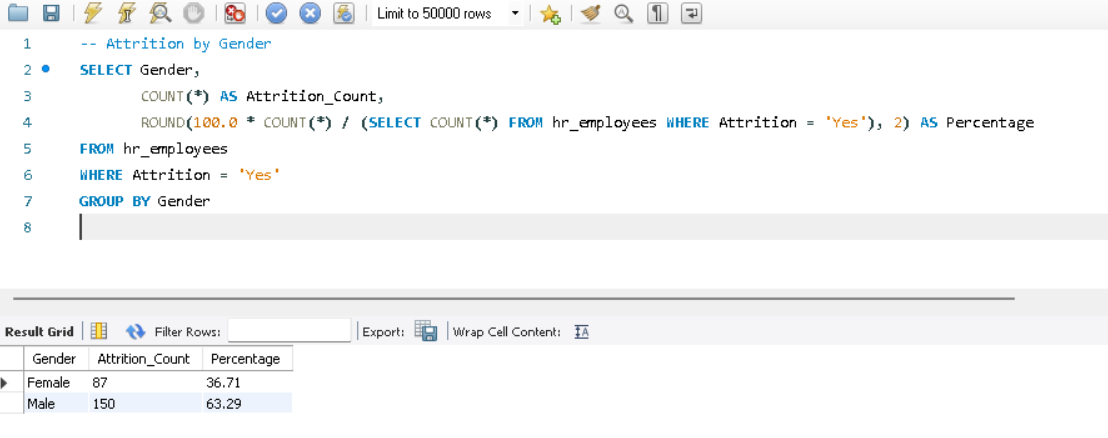 Limit to 50000 rows
1 -- Attrition by Gender
2 SELECT Gender,
3 COUNT(*) AS Attrition_Count,
4 ROUND(100.0 * COUNT(*) / (SELECT COUNT(*) FROM hr_employees WHERE Attrition = 'Yes'), 2) AS Percentage
5 FROM hr_employees
6 WHERE Attrition = 'Yes'
7 GROUP BY Gender
8
Result Grid Filter Rows: Export: Wrap Cell Content: IA
Gender Attrition_Count Percentage
Female 87 36.71
Male 150 63.29